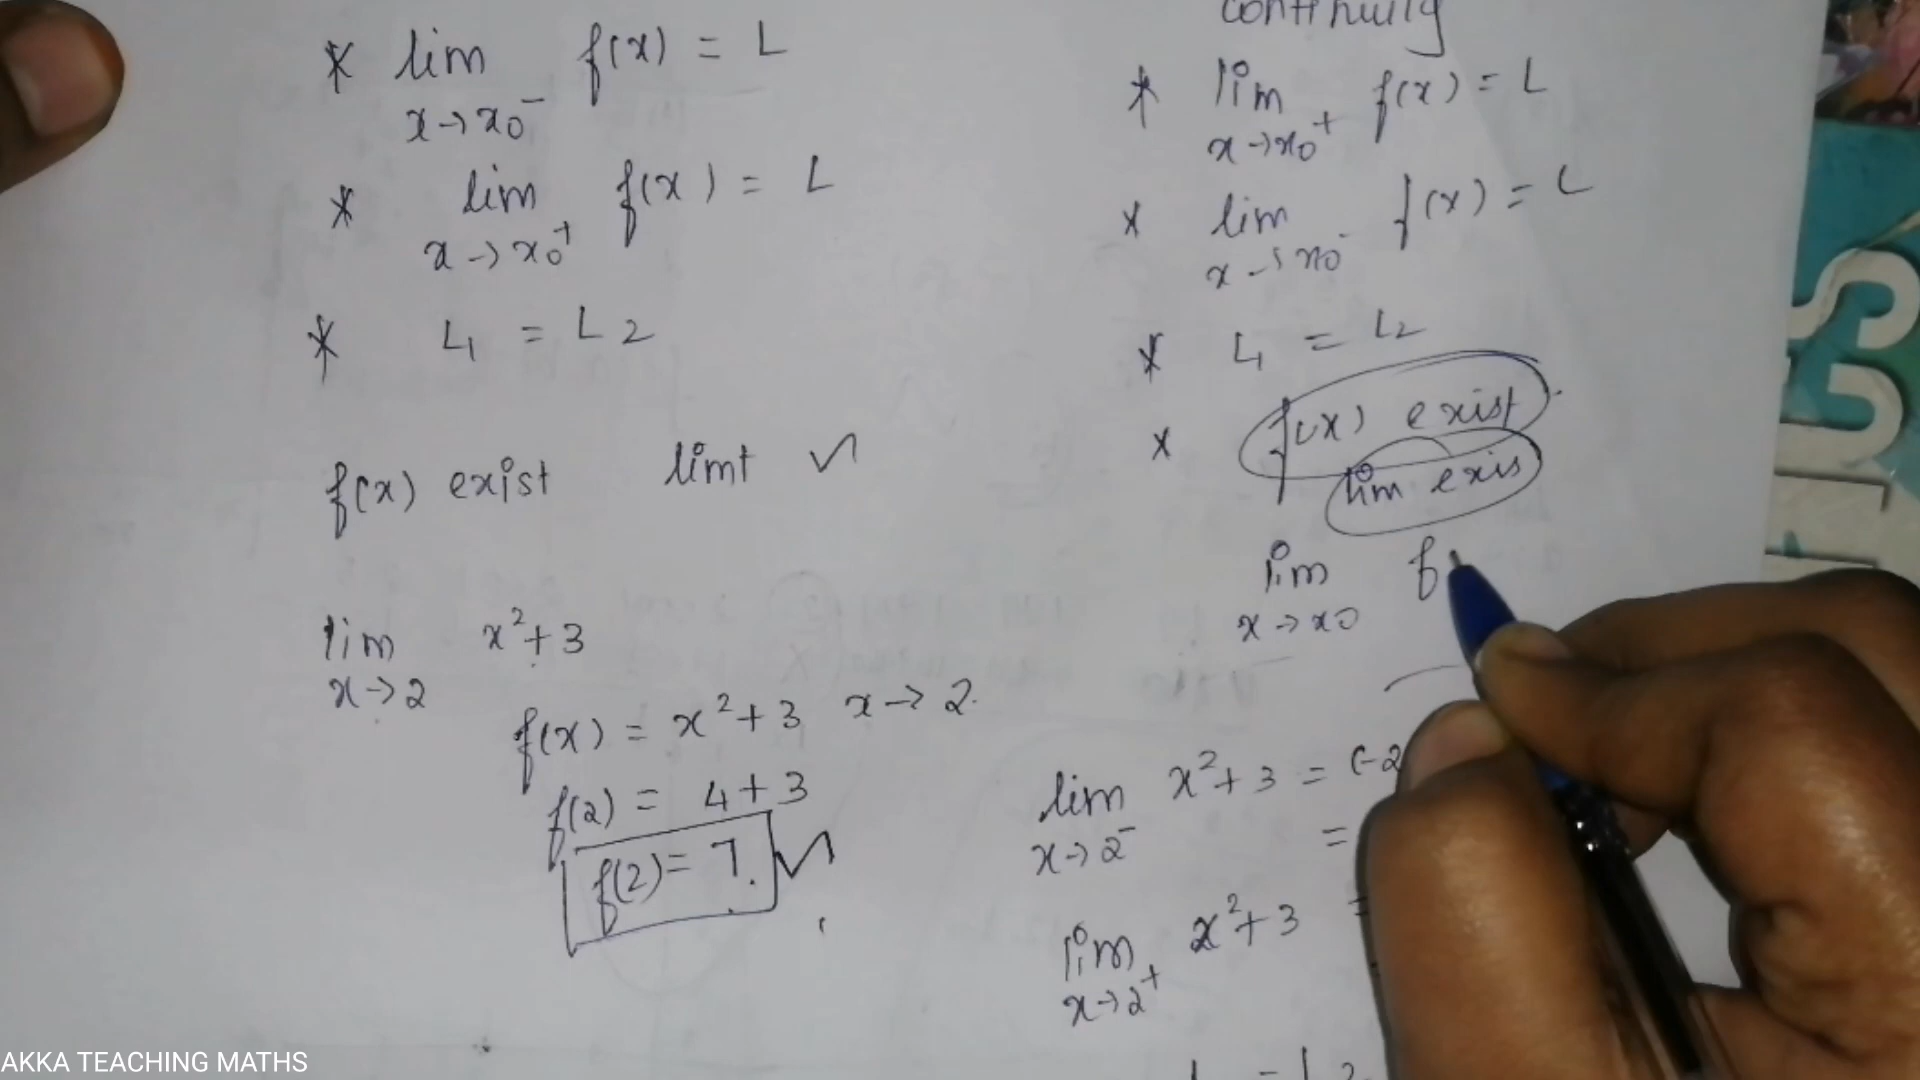 * lim f(x) = L
x→x0⁻
* lim f(x) = L
x→x0⁺
* L1 = L2
f(x) exist limt ✓
lim x²+3
x→2
f(x) = x²+3 x→2.
f(2) = 4+3
f(2) = 7. ✓
continuity
* lim f(x) = L
x→x0⁺
* lim f(x) = L
x→x0⁻
* L1 = L2
* f(x) exist
lim exis
lim f
x→x0
lim x²+3 = (-2
x→2⁻ =
lim x²+3 =
x→2⁺
AKKA TEACHING MATHS